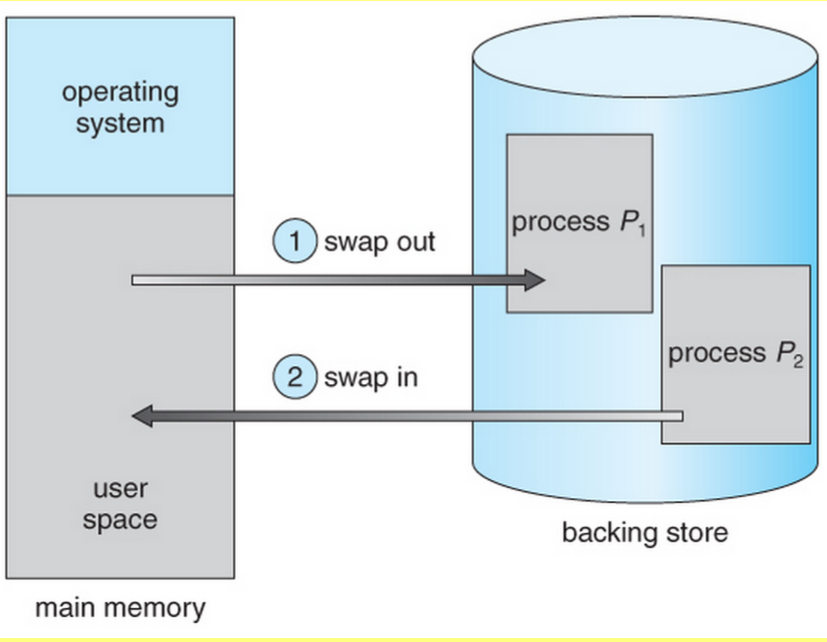 operating
system
1 swap out
process P₁
process P₂
2 swap in
user
space
backing store
main memory